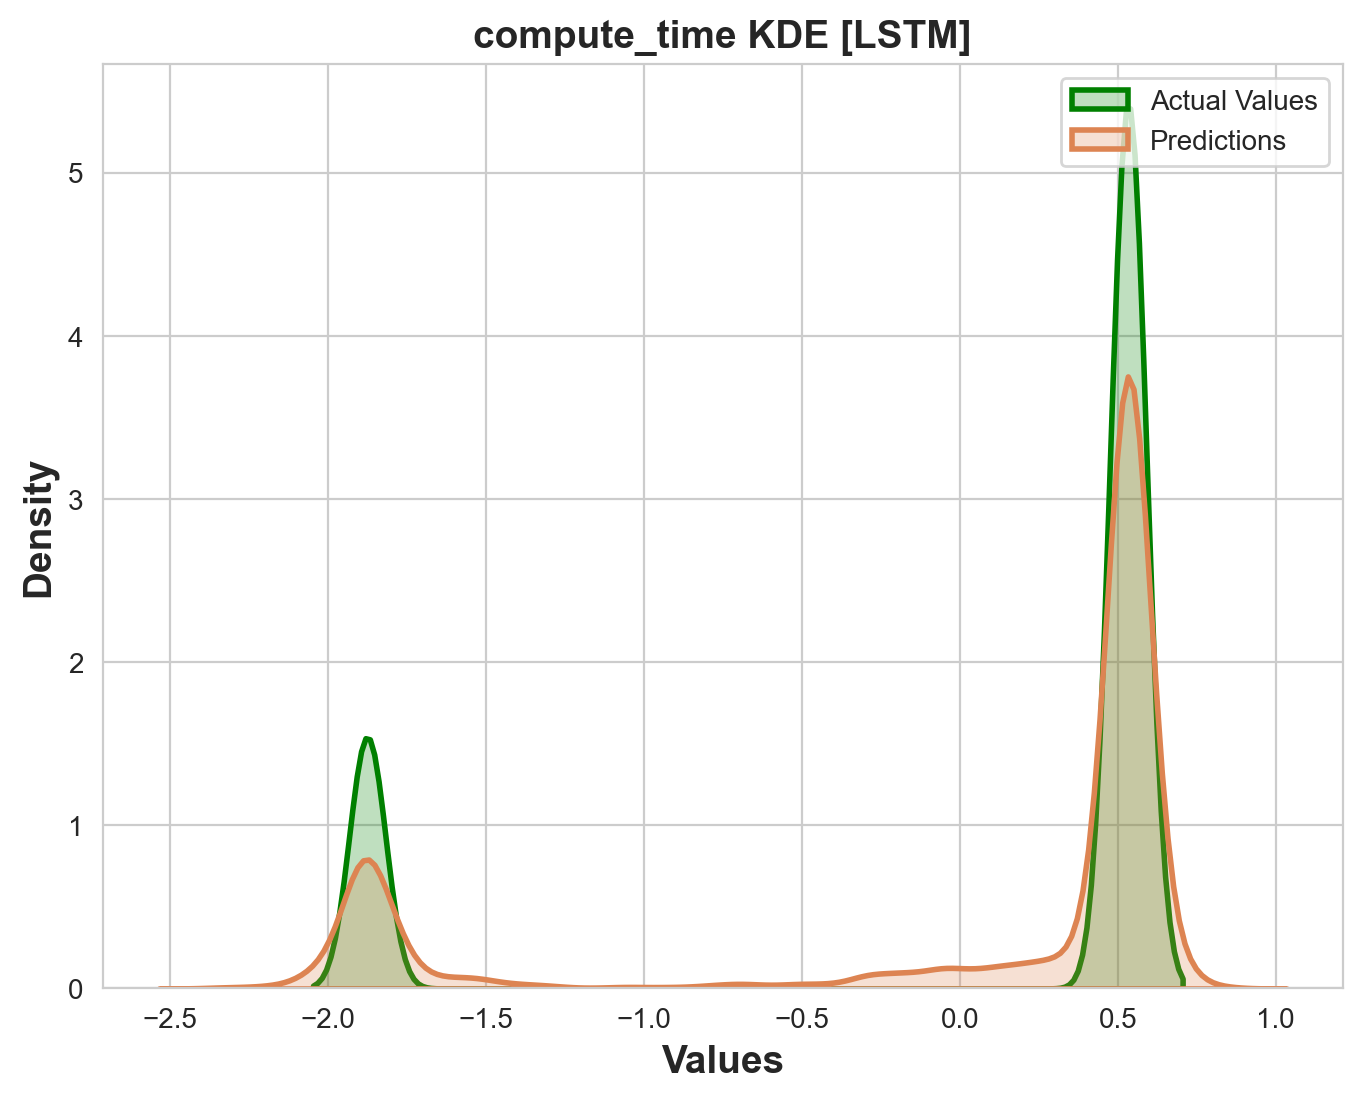 compute_time KDE [LSTM]
Actual Values
Predictions
5
4
3
2
1
0
Density
−2.5 −2.0 −1.5 −1.0 −0.5 0.0 0.5 1.0
Values